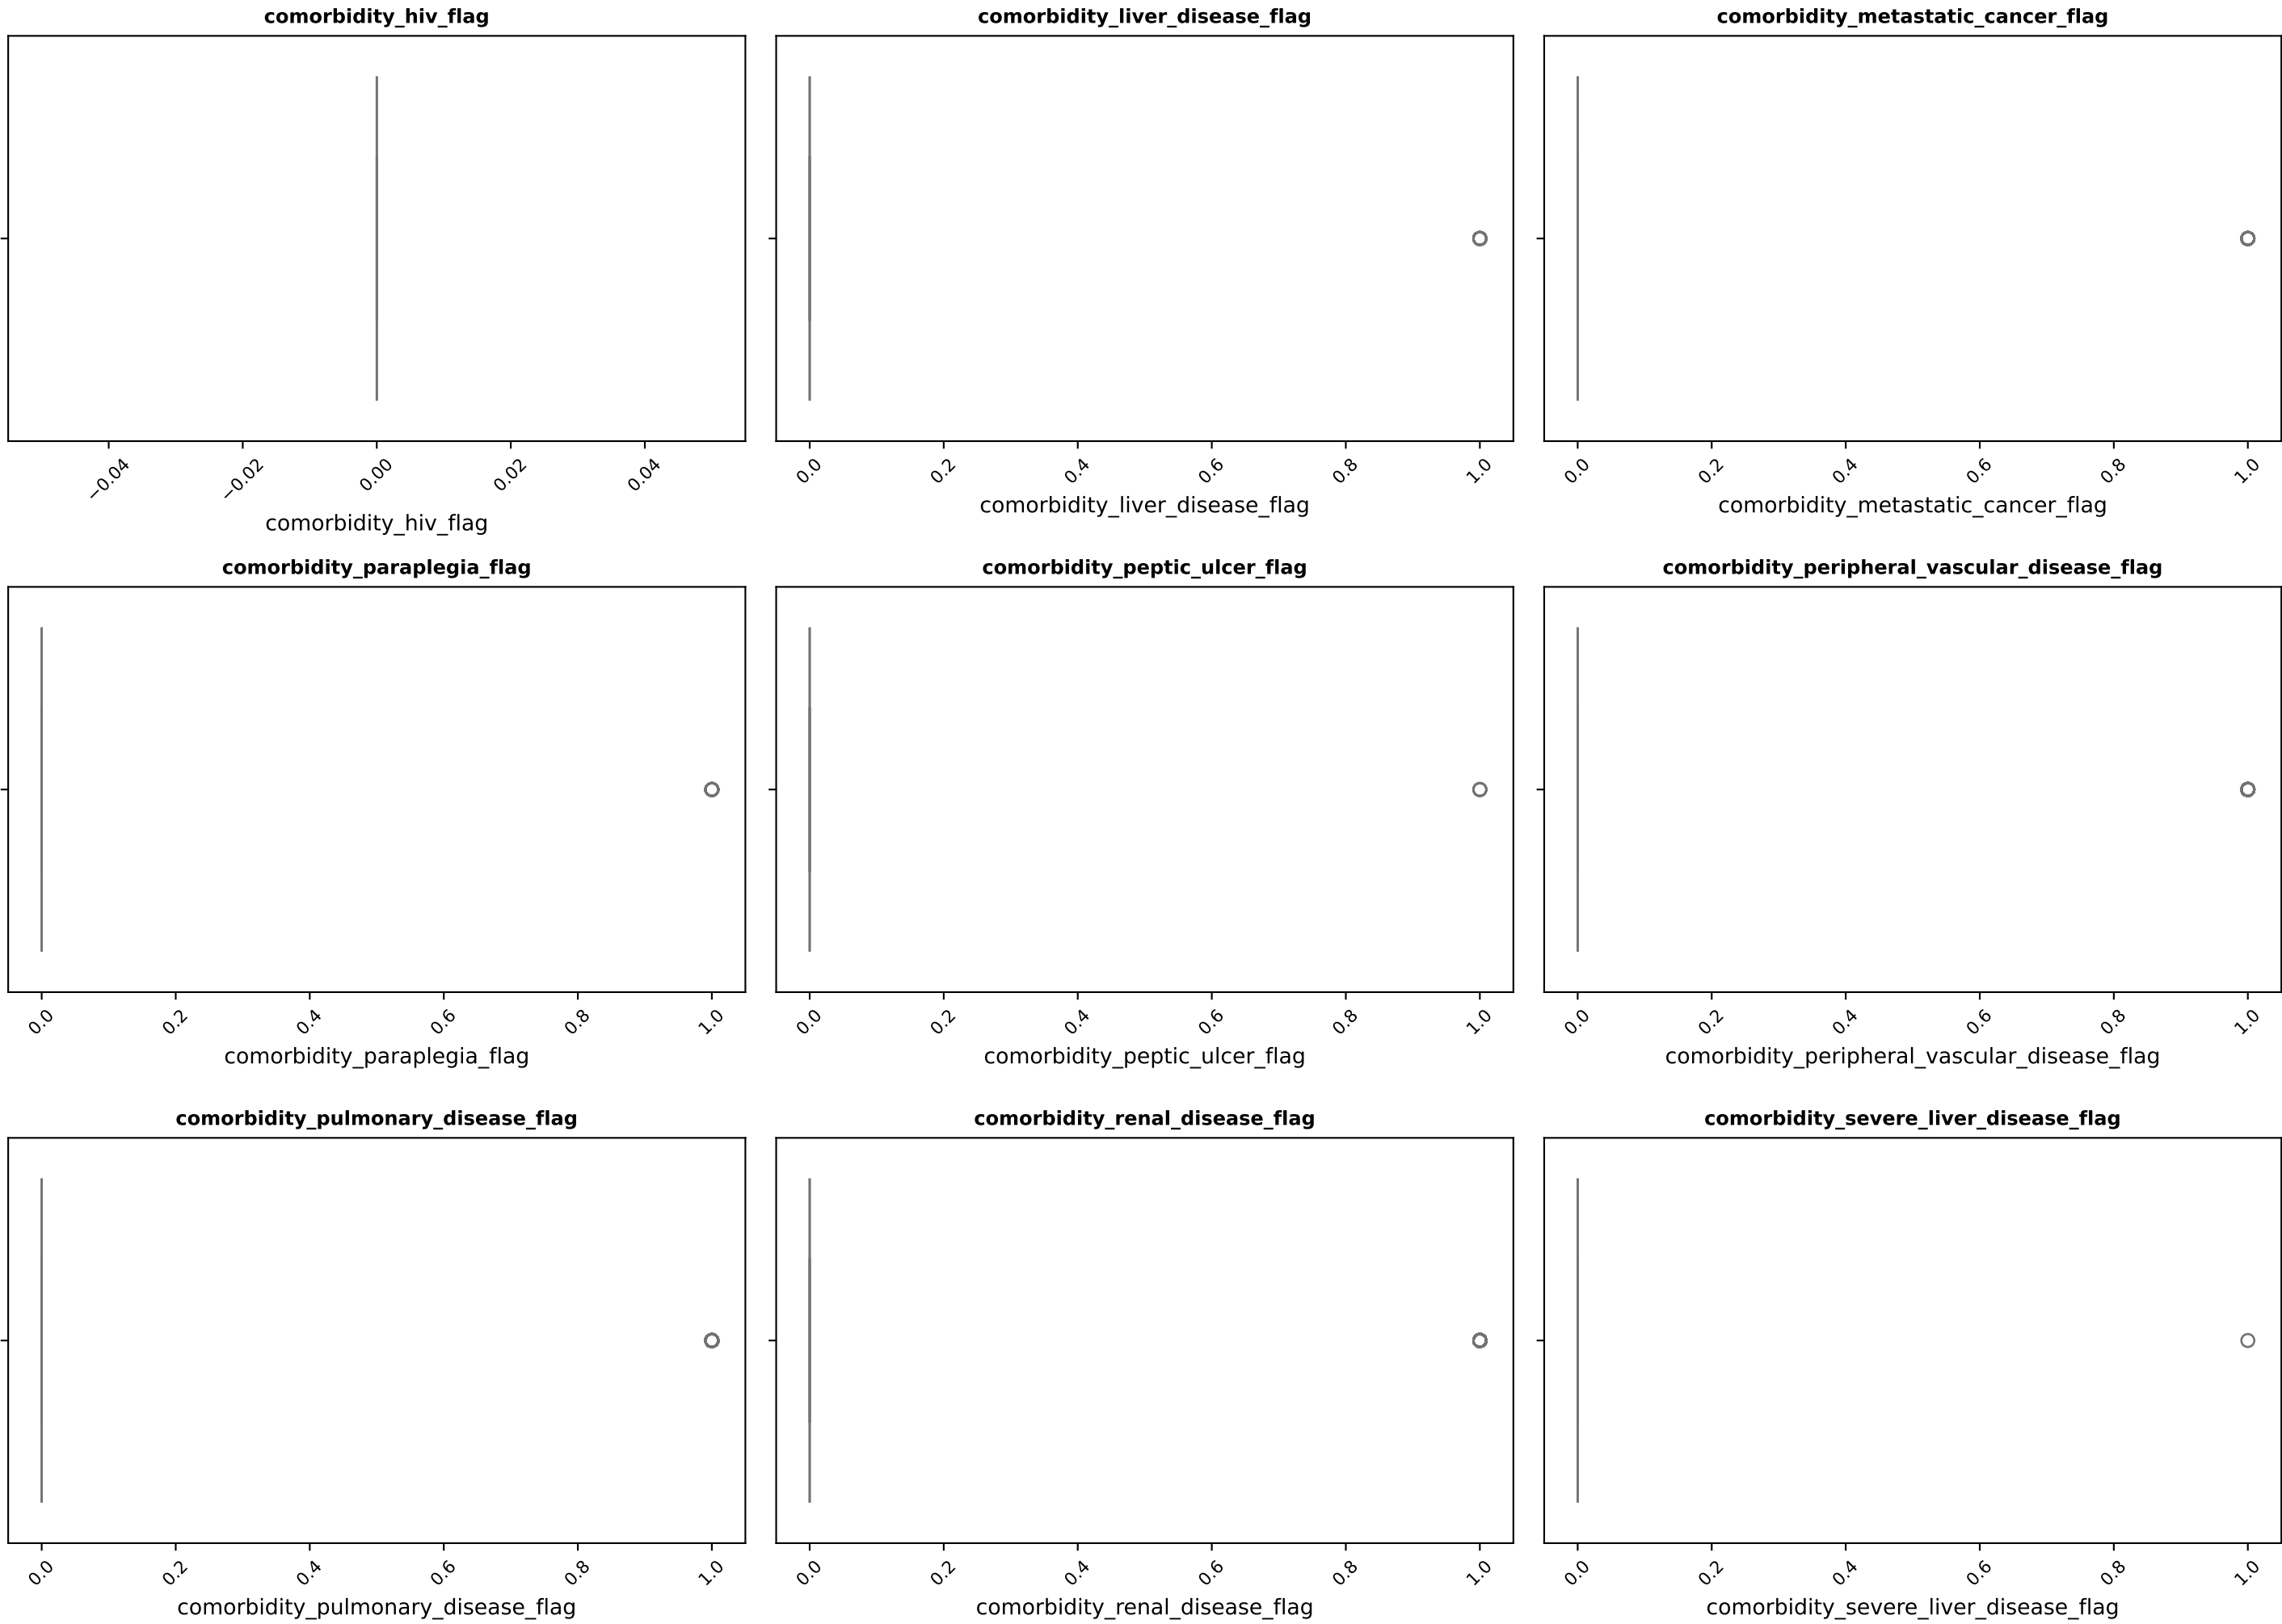 comorbidity_hiv_flag
comorbidity_liver_disease_flag
comorbidity_metastatic_cancer_flag
−0.04 −0.02 0.00 0.02 0.04
0.0 0.2 0.4 0.6 0.8 1.0
0.0 0.2 0.4 0.6 0.8 1.0
comorbidity_hiv_flag
comorbidity_liver_disease_flag
comorbidity_metastatic_cancer_flag
comorbidity_paraplegia_flag
comorbidity_peptic_ulcer_flag
comorbidity_peripheral_vascular_disease_flag
0.0 0.2 0.4 0.6 0.8 1.0
0.0 0.2 0.4 0.6 0.8 1.0
0.0 0.2 0.4 0.6 0.8 1.0
comorbidity_paraplegia_flag
comorbidity_peptic_ulcer_flag
comorbidity_peripheral_vascular_disease_flag
comorbidity_pulmonary_disease_flag
comorbidity_renal_disease_flag
comorbidity_severe_liver_disease_flag
0.0 0.2 0.4 0.6 0.8 1.0
0.0 0.2 0.4 0.6 0.8 1.0
0.0 0.2 0.4 0.6 0.8 1.0
comorbidity_pulmonary_disease_flag
comorbidity_renal_disease_flag
comorbidity_severe_liver_disease_flag